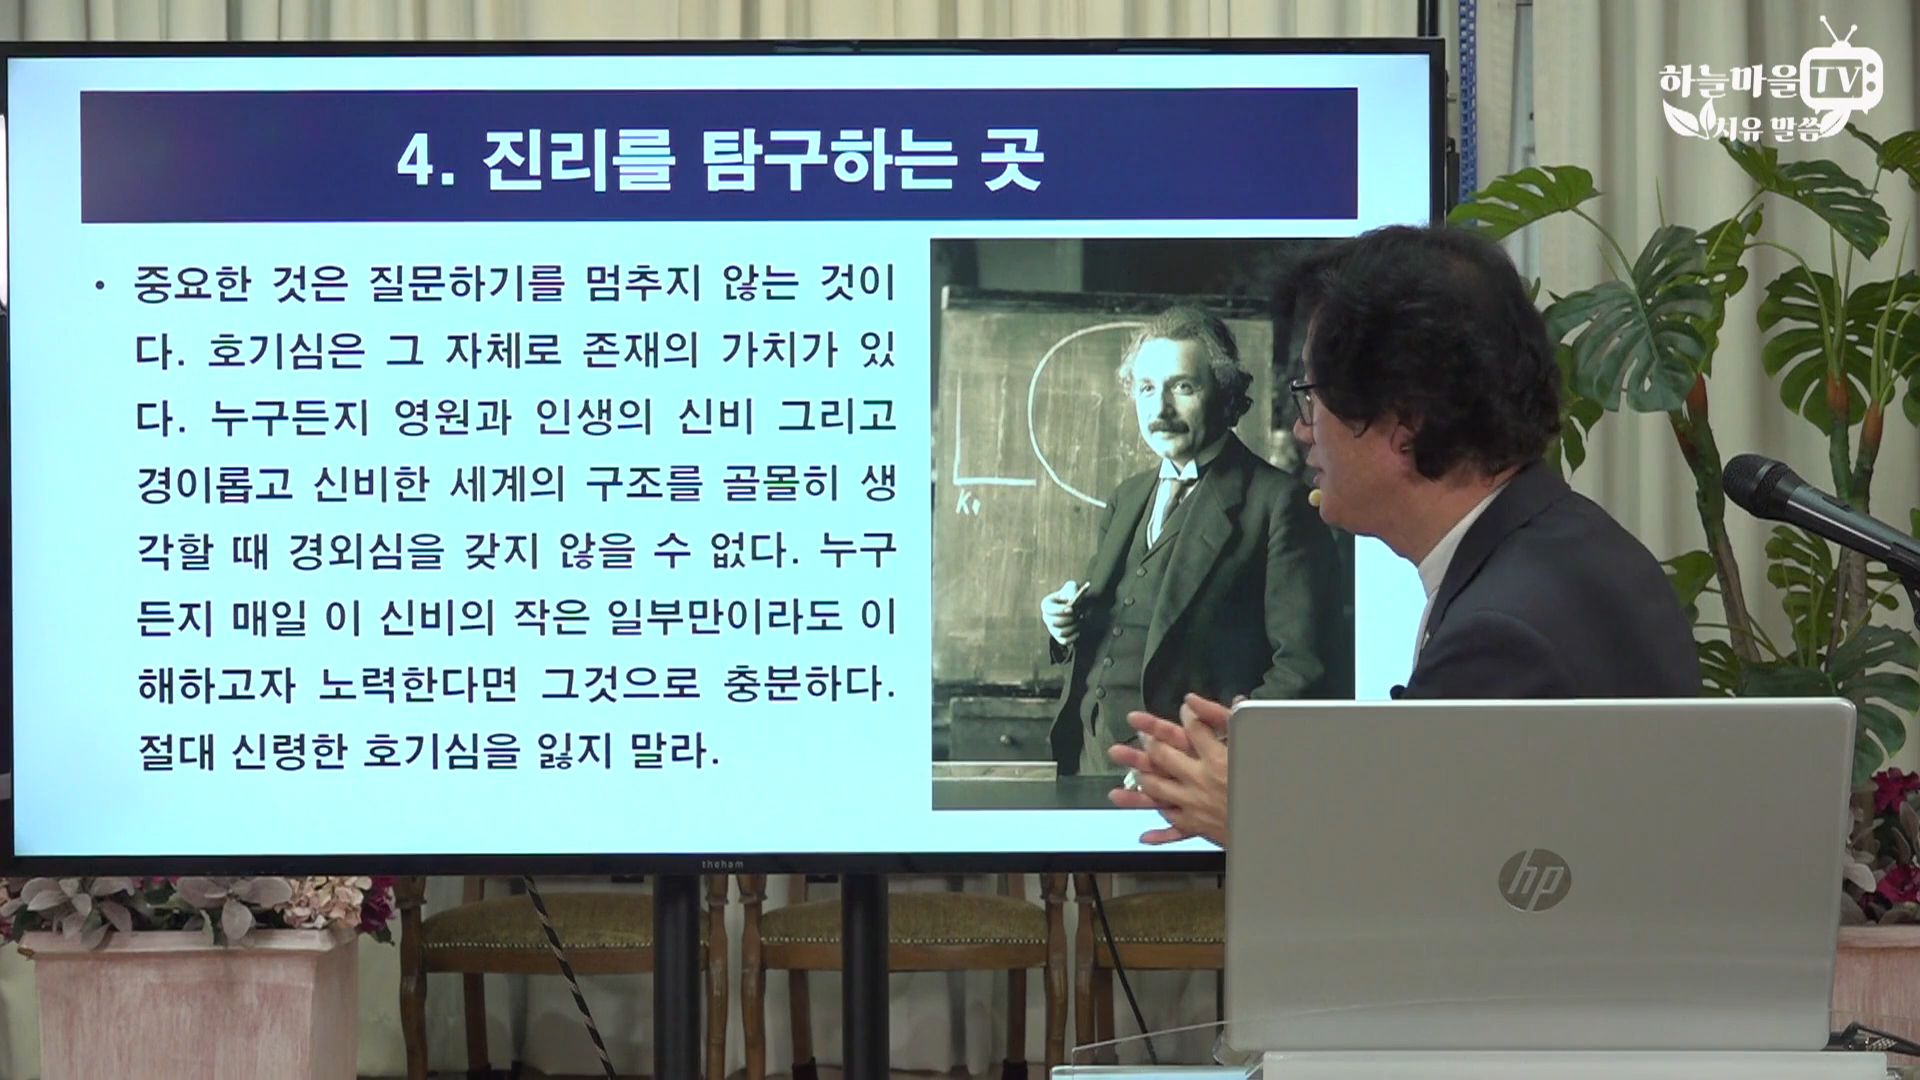 하늘마을TV
치유 말씀
4. 진리를 탐구하는 곳
• 중요한 것은 질문하기를 멈추지 않는 것이
다. 호기심은 그 자체로 존재의 가치가 있
다. 누구든지 영원과 인생의 신비 그리고
경이롭고 신비한 세계의 구조를 골몰히 생
각할 때 경외심을 갖지 않을 수 없다. 누구
든지 매일 이 신비의 작은 일부만이라도 이
해하고자 노력한다면 그것으로 충분하다.
절대 신령한 호기심을 잃지 말라.
theham
hp